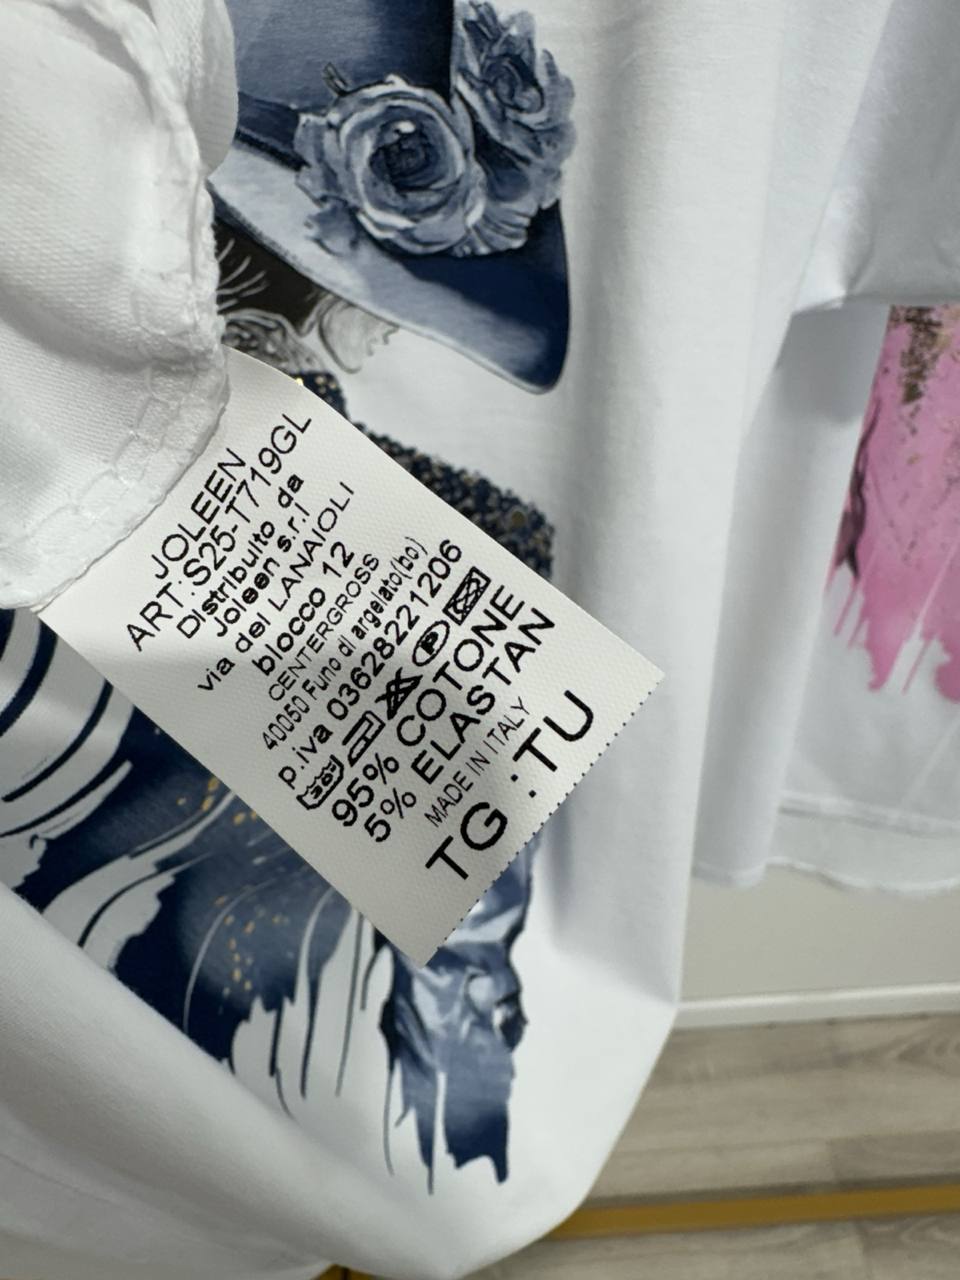 JOLEEN
ART:S25-T719GL
Distribuito da
Joleen s.r.l
via dei LANAIOLI
blocco 12
CENTERGROSS
40050 Funo di argelato(bo)
p.iva 03628221206
P
95% COTONE
5% ELASTAN
MADE IN ITALY
TG :TU